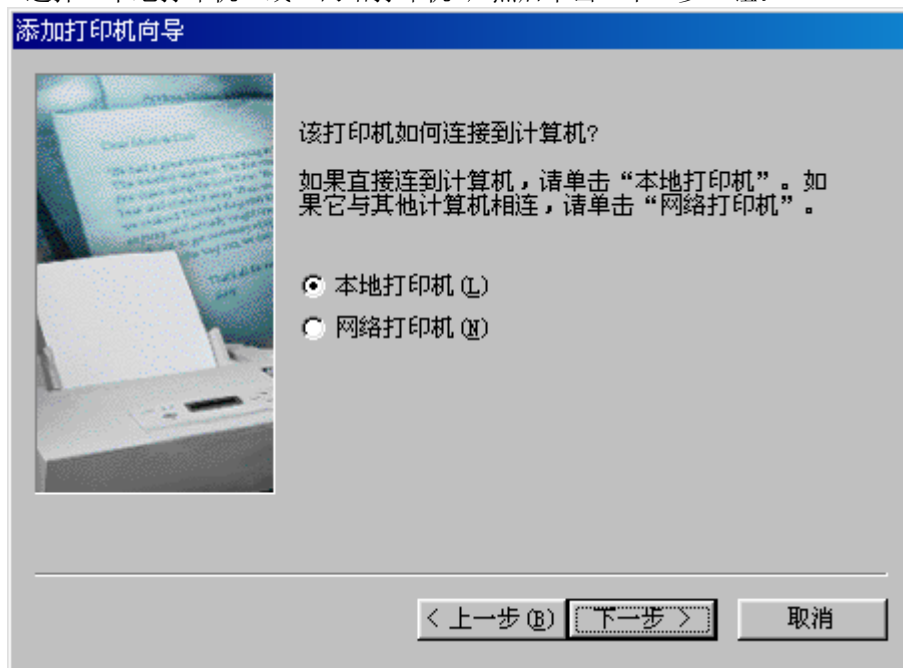 添加打印机向导
该打印机如何连接到计算机?
如果直接连到计算机，请单击“本地打印机”。如
果它与其他计算机相连，请单击“网络打印机”。
本地打印机(L)
网络打印机(N)
< 上一步(B)
下一步 >
取消